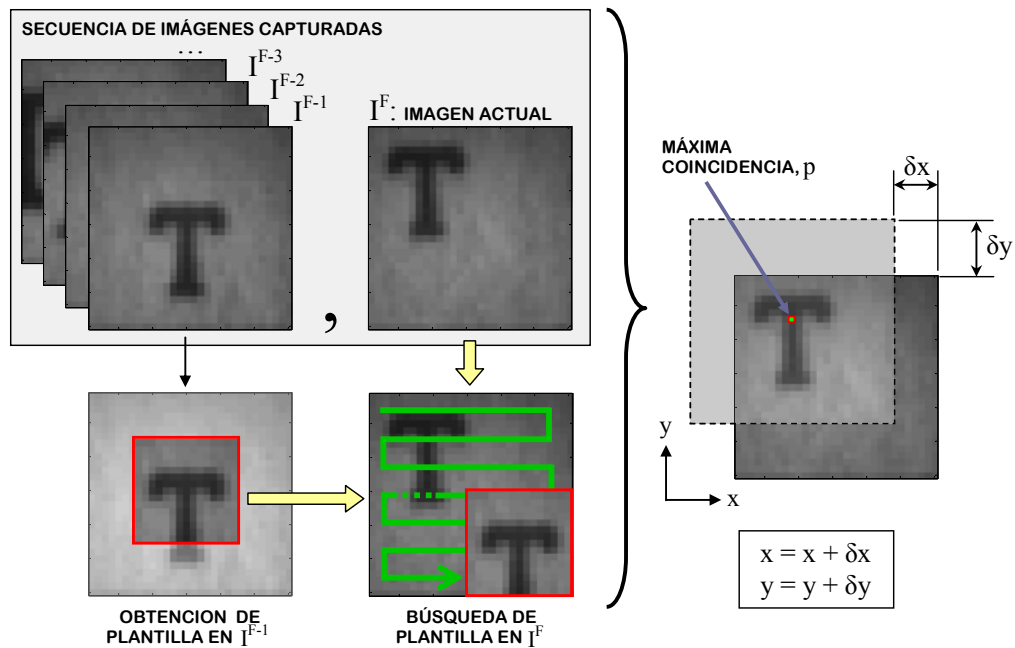 SECUENCIA DE IMÁGENES CAPTURADAS
...
I^F-3
I^F-2
I^F-1
I^F: IMAGEN ACTUAL
,
OBTENCION DE
PLANTILLA EN I^F-1
BÚSQUEDA DE
PLANTILLA EN I^F
MÁXIMA
COINCIDENCIA, p
δx
δy
y
x
x = x + δx
y = y + δy